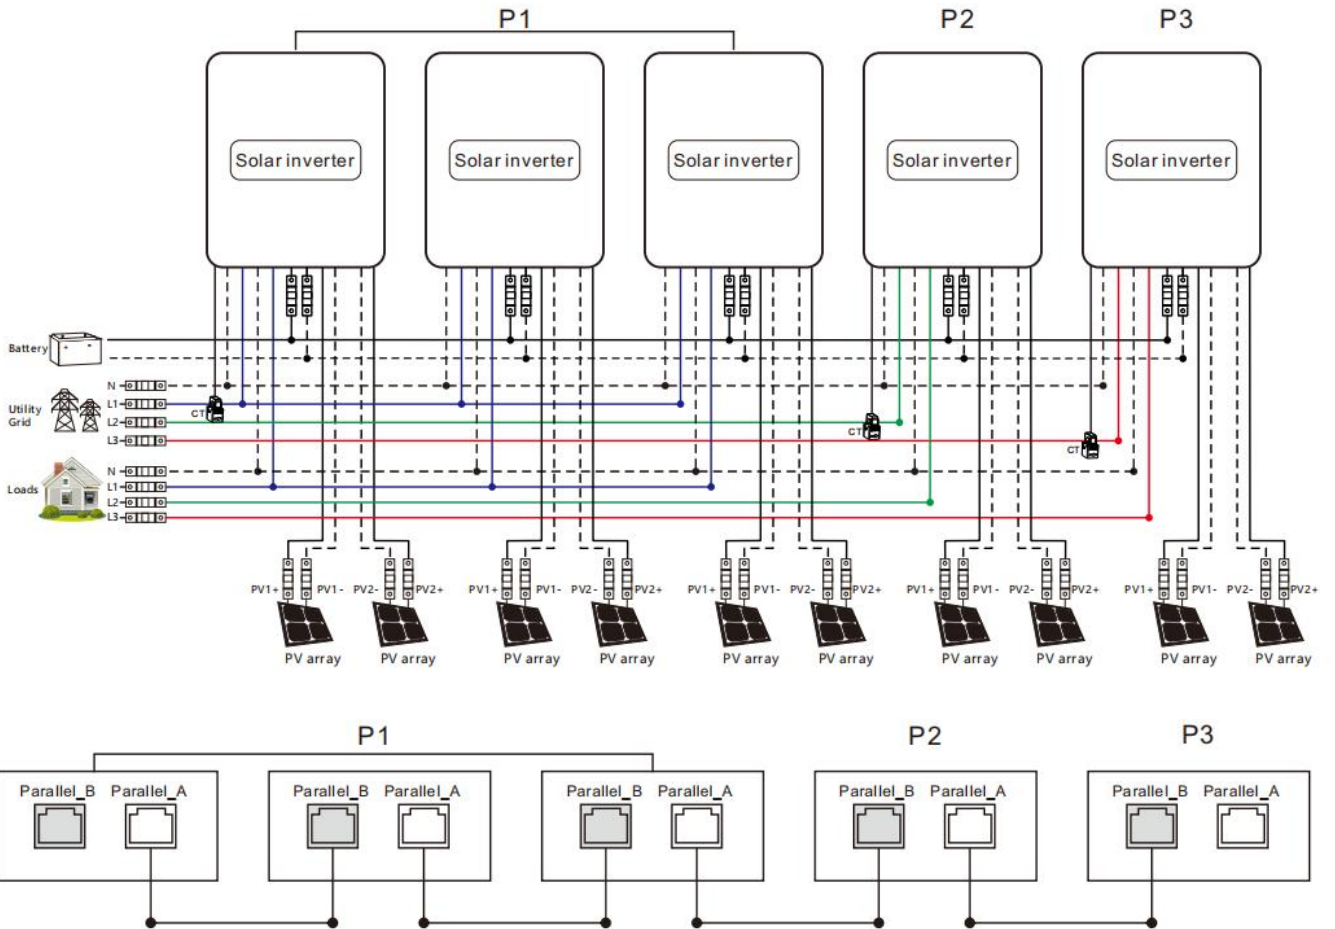 P1 P2 P3
Solar inverter Solar inverter Solar inverter Solar inverter Solar inverter
Battery
Utility
Grid
N
L1
L2
L3
CT
CT
CT
Loads
N
L1
L2
L3
PV1+ PV1- PV2- PV2+ PV1+ PV1- PV2- PV2+ PV1+ PV1- PV2- PV2+ PV1+ PV1- PV2- PV2+ PV1+ PV1- PV2- PV2+
PV array PV array PV array PV array PV array PV array PV array PV array PV array PV array
P1 P2 P3
Parallel_B Parallel_A Parallel_B Parallel_A Parallel_B Parallel_A Parallel_B Parallel_A Parallel_B Parallel_A